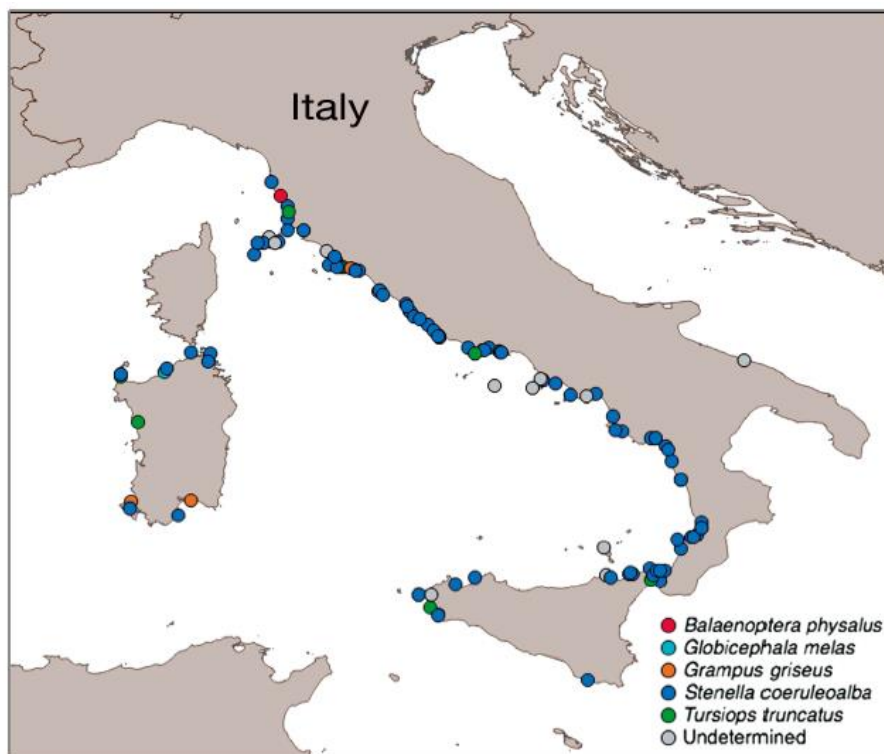 Italy
Balaenoptera physalus
Globicephala melas
Grampus griseus
Stenella coeruleoalba
Tursiops truncatus
Undetermined